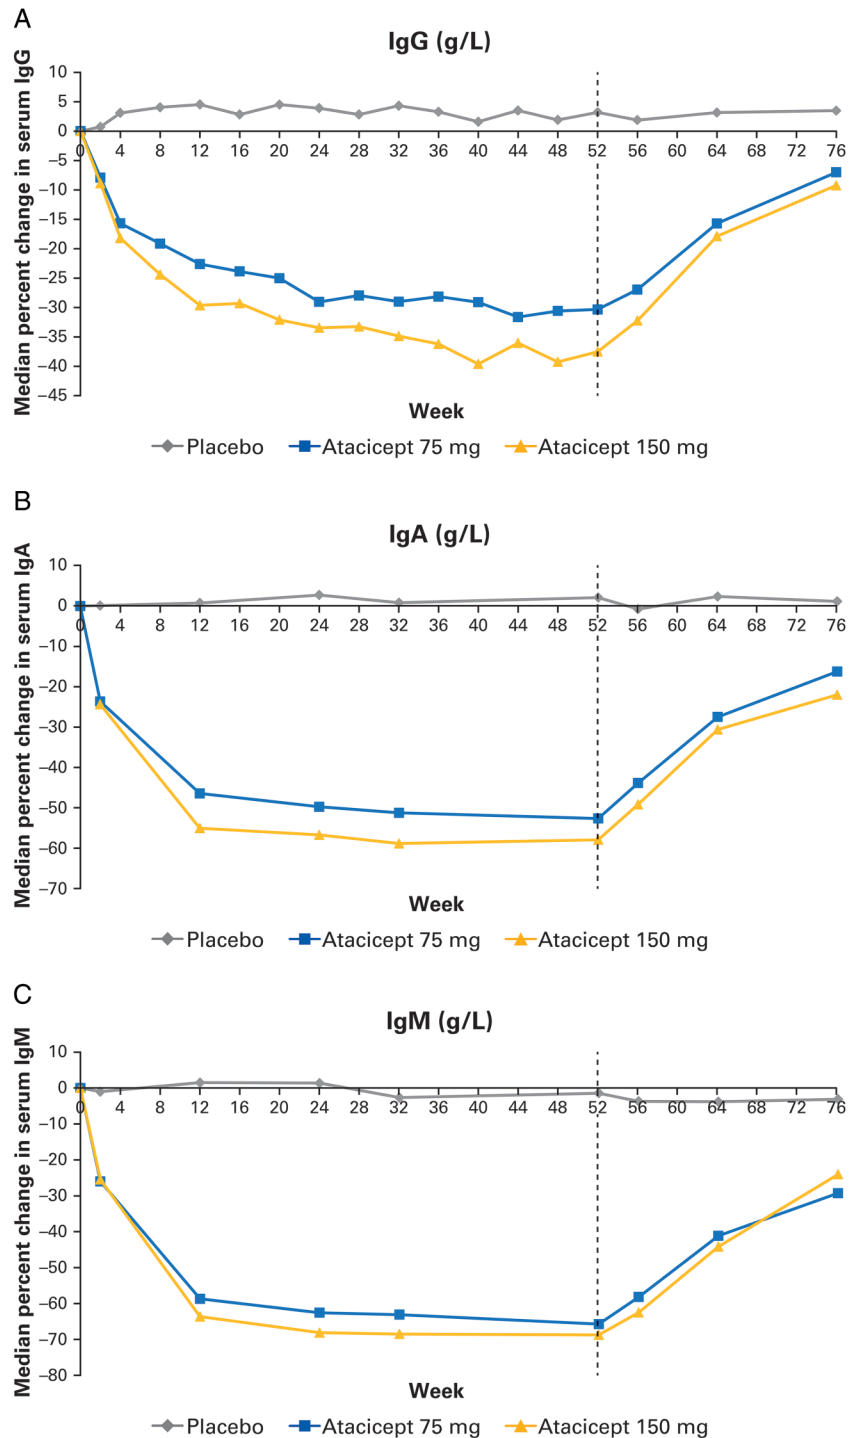 A
IgG (g/L)
Median percent change in serum IgG
10
5
0
−5
−10
−15
−20
−25
−30
−35
−40
−45
0 4 8 12 16 20 24 28 32 36 40 44 48 52 56 60 64 68 72 76
Week
Placebo Atacicept 75 mg Atacicept 150 mg
B
IgA (g/L)
Median percent change in serum IgA
10
0
−10
−20
−30
−40
−50
−60
−70
0 4 8 12 16 20 24 28 32 36 40 44 48 52 56 60 64 68 72 76
Week
Placebo Atacicept 75 mg Atacicept 150 mg
C
IgM (g/L)
Median percent change in serum IgM
10
0
−10
−20
−30
−40
−50
−60
−70
−80
0 4 8 12 16 20 24 28 32 36 40 44 48 52 56 60 64 68 72 76
Week
Placebo Atacicept 75 mg Atacicept 150 mg